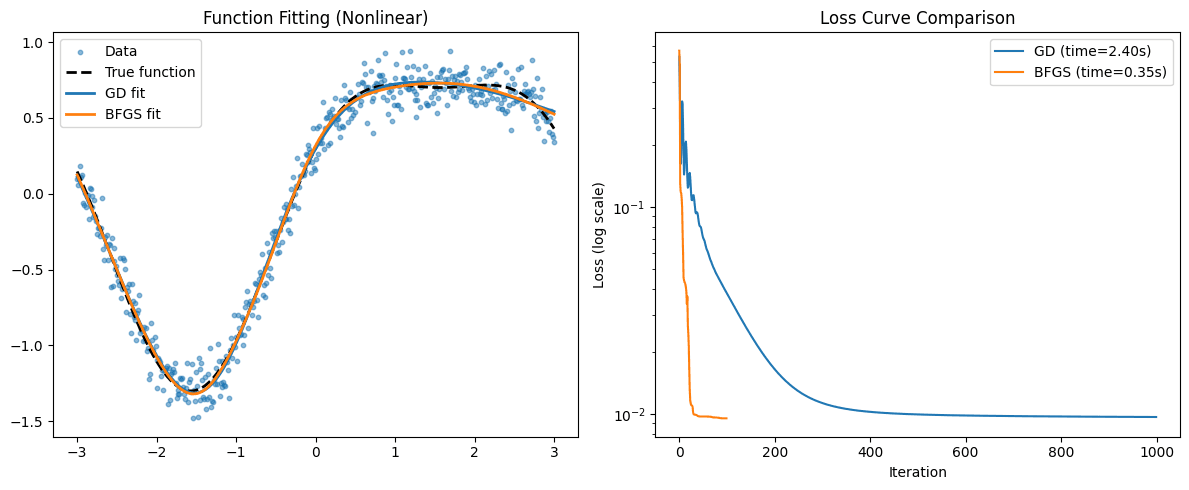 Function Fitting (Nonlinear)
Data
True function
GD fit
BFGS fit
1.0
0.5
0.0
−0.5
−1.0
−1.5
−3
−2
−1
0
1
2
3
Loss Curve Comparison
GD (time=2.40s)
BFGS (time=0.35s)
Loss (log scale)
10⁻¹
10⁻²
0
200
400
600
800
1000
Iteration